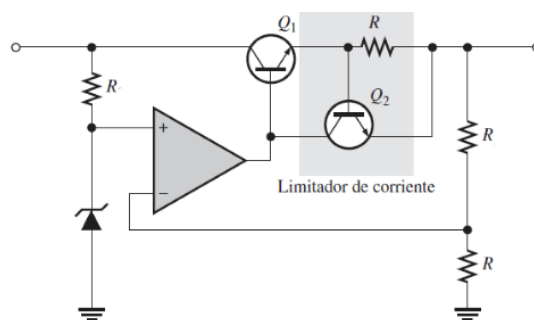 Q1
R
R
Q2
+
R
Limitador de corriente
−
R